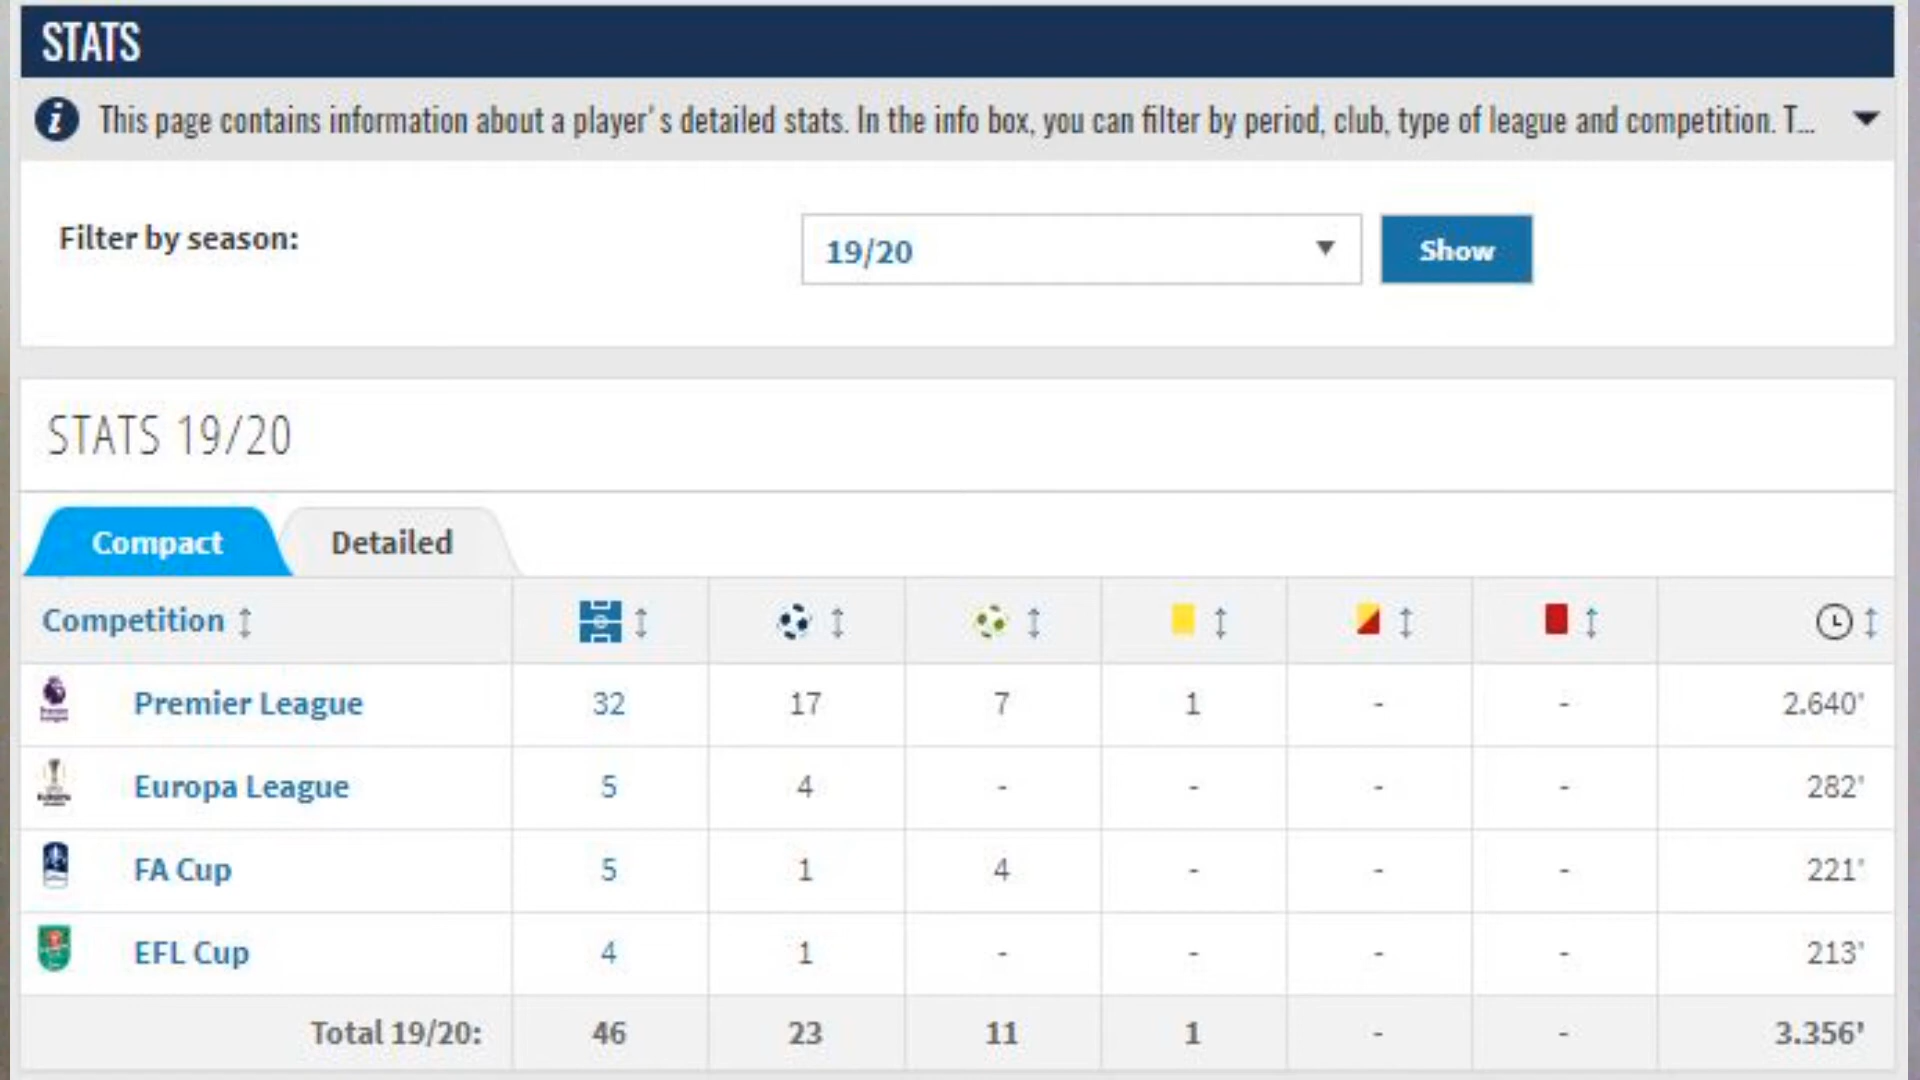 STATS
This page contains information about a player's detailed stats. In the info box, you can filter by period, club, type of league and competition. T...
Filter by season:
19/20
Show
STATS 19/20
Compact
Detailed
Competition
Premier League 32 17 7 1 - - 2.640'
Europa League 5 4 - - - - 282'
FA Cup 5 1 4 - - - 221'
EFL Cup 4 1 - - - - 213'
Total 19/20: 46 23 11 1 - - 3.356'